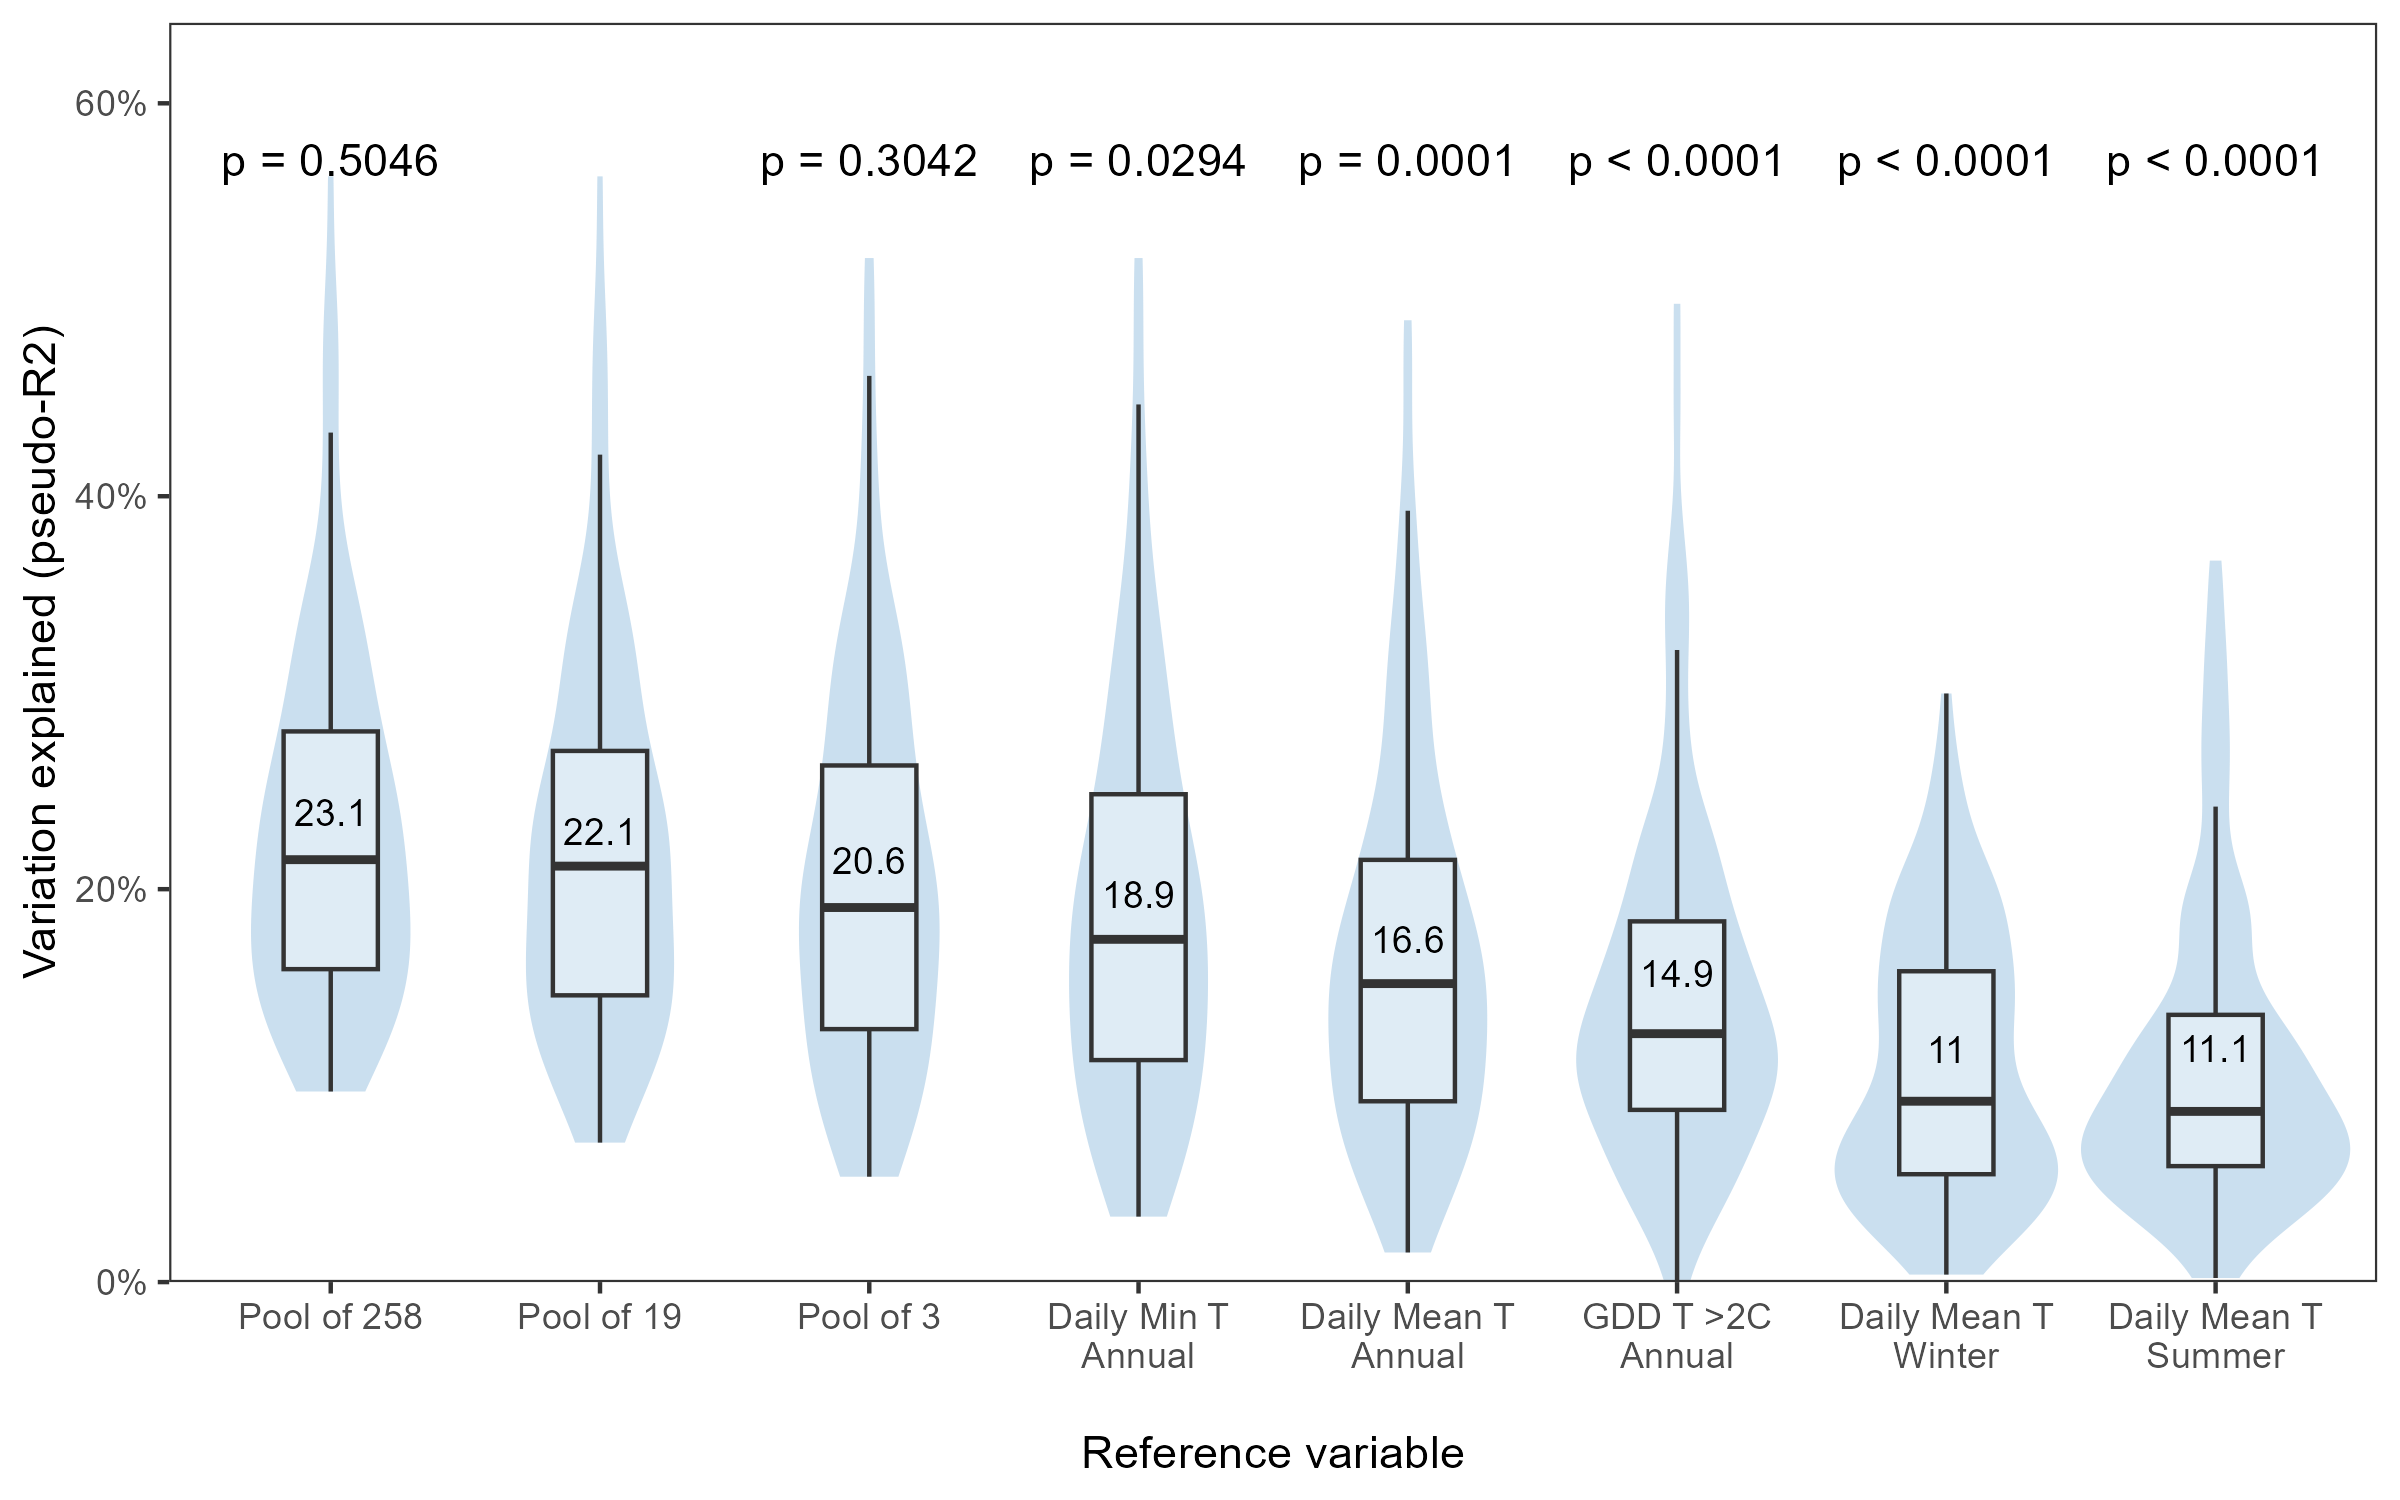 Variation explained (pseudo-R2)
60%
40%
20%
0%
p = 0.5046
p = 0.3042
p = 0.0294
p = 0.0001
p < 0.0001
p < 0.0001
p < 0.0001
23.1
22.1
20.6
18.9
16.6
14.9
11
11.1
Pool of 258
Pool of 19
Pool of 3
Daily Min T
Annual
Daily Mean T
Annual
GDD T >2C
Annual
Daily Mean T
Winter
Daily Mean T
Summer
Reference variable